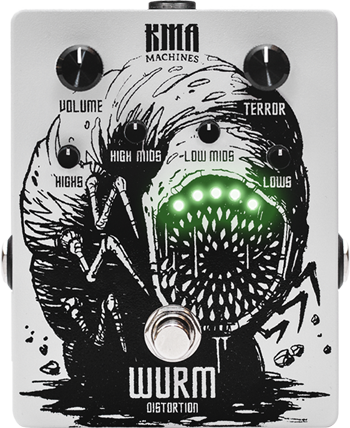 KMA
MACHINES
VOLUME
TERROR
HIGH MIDS
LOW MIDS
HIGHS
LOWS
WURM
DISTORTION